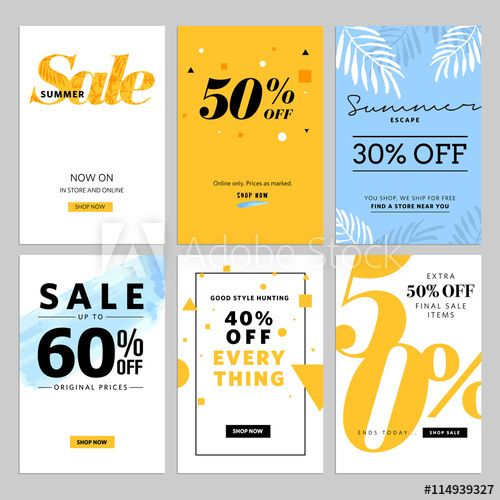 Sale
SUMMER
NOW ON
IN STORE AND ONLINE
SHOP NOW
50%
OFF
Online only. Prices as marked.
SHOP NOW
Summer
ESCAPE
30% OFF
YOU SHOP, WE SHIP FOR FREE
FIND A STORE NEAR YOU
SALE
UP TO
60%
OFF
ORIGINAL PRICES
SHOP NOW
GOOD STYLE HUNTING
40%
OFF
EVERY
THING
SHOP NOW
EXTRA
50% OFF
FINAL SALE
ITEMS
50%
ENDS TODAY...
SHOP SALE
Adobe Stock
#114939327